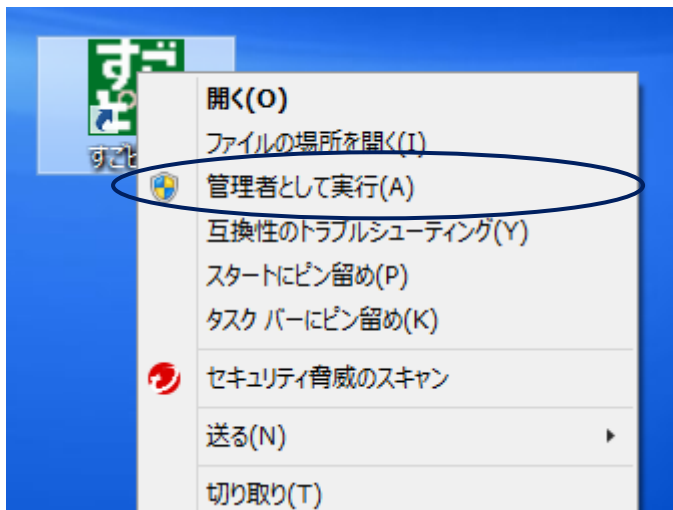 すご
開く(O)
ファイルの場所を開く(I)
管理者として実行(A)
互換性のトラブルシューティング(Y)
スタートにピン留め(P)
タスク バーにピン留め(K)
セキュリティ脅威のスキャン
送る(N)
切り取り(T)